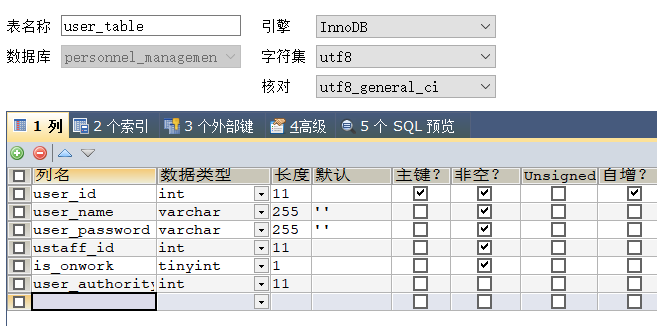 表名称 user_table 引擎 InnoDB
数据库 personnel_managemen 字符集 utf8
核对 utf8_general_ci
1 列 2 个索引 3 个外部键 4高级 5 个 SQL 预览
列名 数据类型 长度 默认 主键? 非空? Unsigned 自增?
user_id int 11
user_name varchar 255 ''
user_password varchar 255 ''
ustaff_id int 11
is_onwork tinyint 1
user_authority int 11